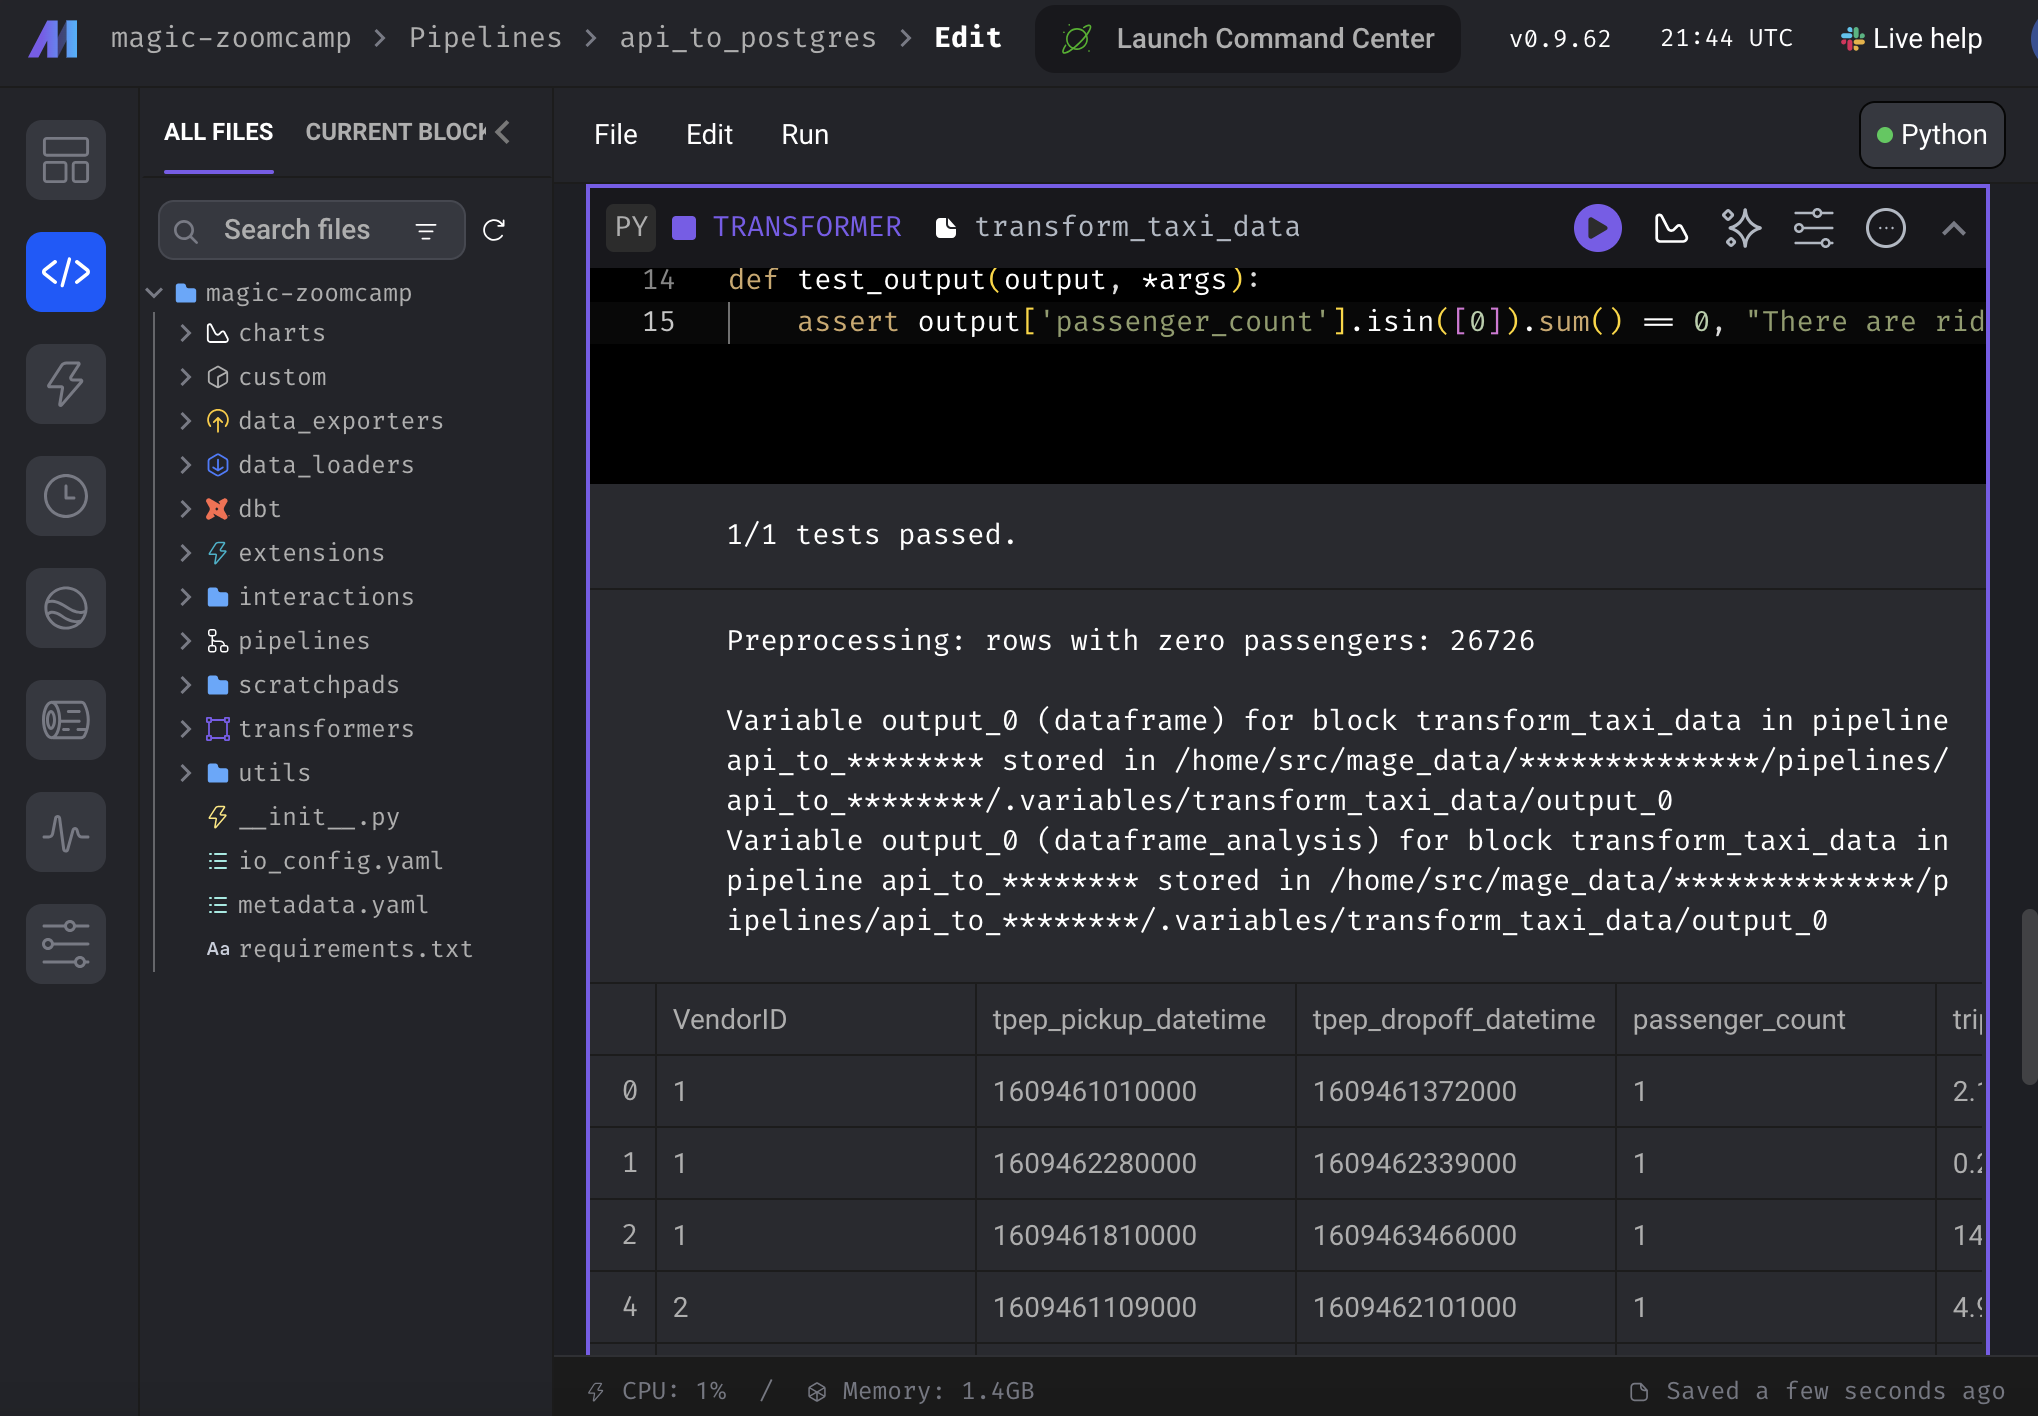 magic-zoomcamp > Pipelines > api_to_postgres > Edit
Launch Command Center
v0.9.62
21:44 UTC
Live help
ALL FILES
CURRENT BLOCK
File
Edit
Run
Python
Search files
magic-zoomcamp
charts
custom
data_exporters
data_loaders
dbt
extensions
interactions
pipelines
scratchpads
transformers
utils
__init__.py
io_config.yaml
metadata.yaml
Aa requirements.txt
PY TRANSFORMER transform_taxi_data
14 def test_output(output, *args):
15 assert output['passenger_count'].isin([0]).sum() == 0, "There are rid
1/1 tests passed.
Preprocessing: rows with zero passengers: 26726
Variable output_0 (dataframe) for block transform_taxi_data in pipeline
api_to_******** stored in /home/src/mage_data/**************/pipelines/
api_to_********/.variables/transform_taxi_data/output_0
Variable output_0 (dataframe_analysis) for block transform_taxi_data in
pipeline api_to_******** stored in /home/src/mage_data/**************/p
ipelines/api_to_********/.variables/transform_taxi_data/output_0
VendorID tpep_pickup_datetime tpep_dropoff_datetime passenger_count
0 1 1609461010000 1609461372000 1 2.1
1 1 1609462280000 1609462339000 1 0.2
2 1 1609461810000 1609463466000 1 14
4 2 1609461109000 1609462101000 1 4.9
CPU: 1% / Memory: 1.4GB
Saved a few seconds ago